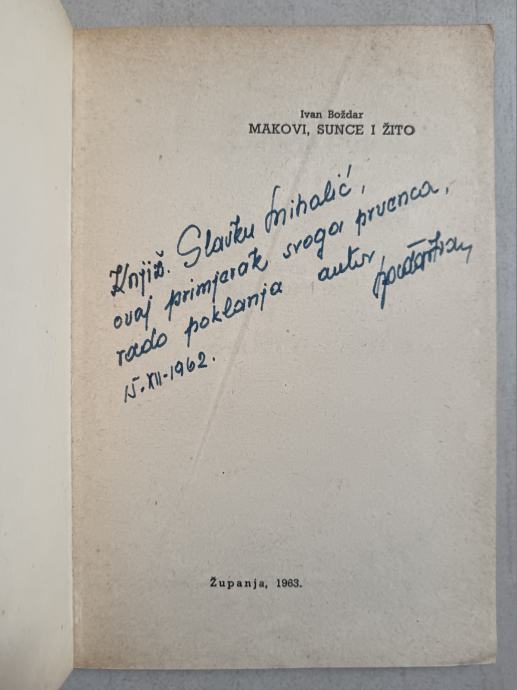 Ivan Boždar
MAKOVI, SUNCE I ŽITO
Knjiž. Slavku Mihalić,
ovaj primjerak svoga prvenca,
rado poklanja autor,
15. XII. 1962.
Županja, 1963.